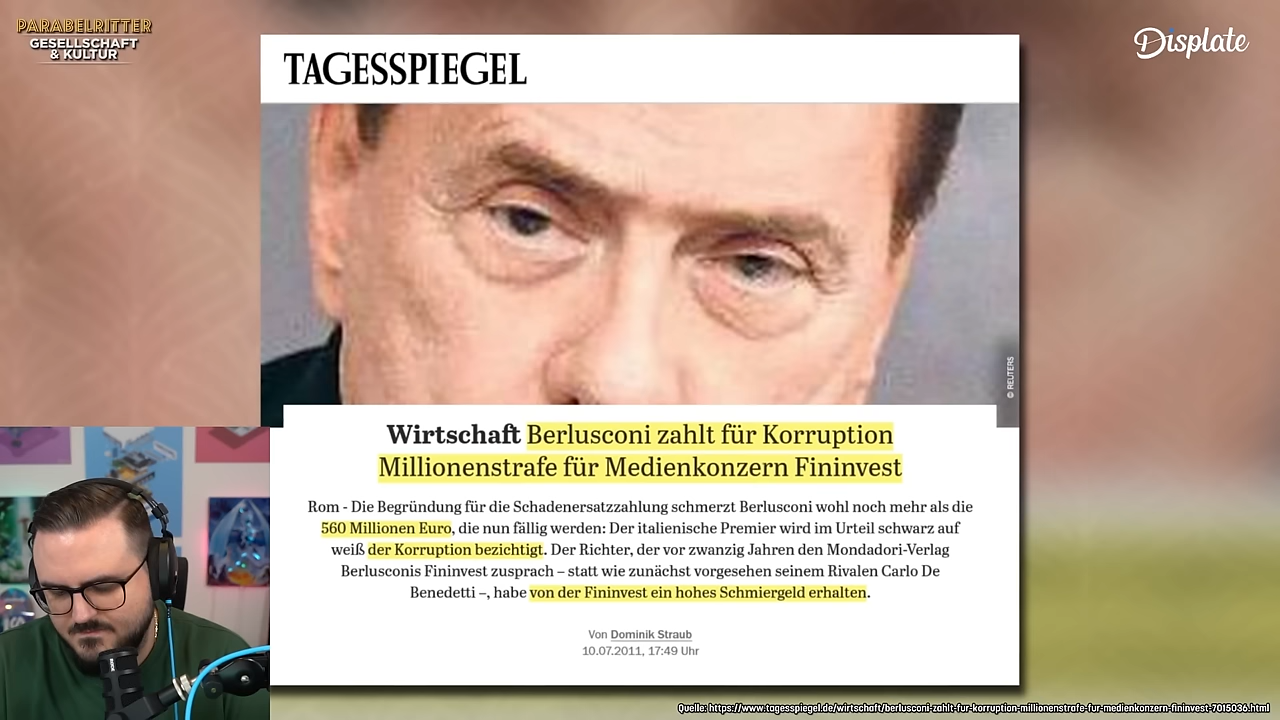 PARABELRITTER
GESELLSCHAFT
& KULTUR
Displate
TAGESSPIEGEL
© REUTERS
Wirtschaft Berlusconi zahlt für Korruption
Millionenstrafe für Medienkonzern Fininvest
Rom - Die Begründung für die Schadenersatzzahlung schmerzt Berlusconi wohl noch mehr als die
560 Millionen Euro, die nun fällig werden: Der italienische Premier wird im Urteil schwarz auf
weiß der Korruption bezichtigt. Der Richter, der vor zwanzig Jahren den Mondadori-Verlag
Berlusconis Fininvest zusprach – statt wie zunächst vorgesehen seinem Rivalen Carlo De
Benedetti –, habe von der Fininvest ein hohes Schmiergeld erhalten.
Von Dominik Straub
10.07.2011, 17:49 Uhr
Quelle: https://www.tagesspiegel.de/wirtschaft/berlusconi-zahlt-fur-korruption-millionenstrafe-fur-medienkonzern-fininvest-7015036.html